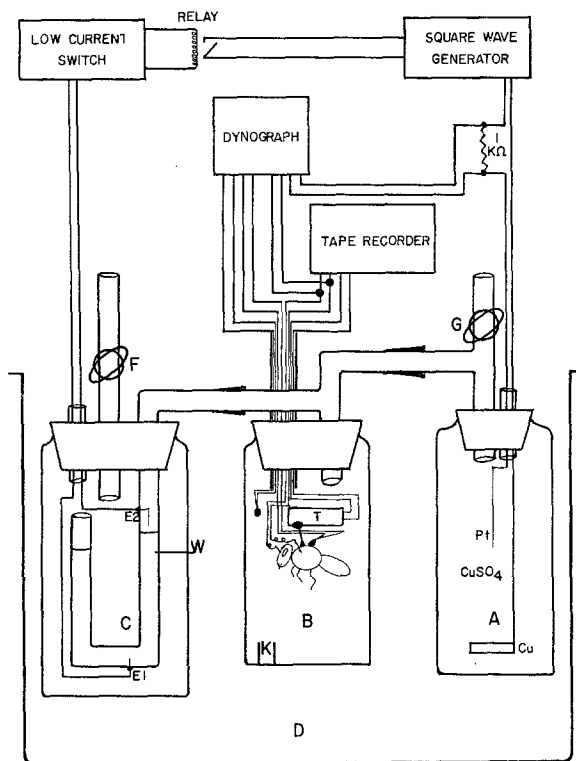 RELAY
LOW CURRENT
SWITCH
SQUARE WAVE
GENERATOR
DYNOGRAPH
1
KΩ
TAPE RECORDER
F
G
E2
W
T
Pt
CuSO4
C
B
A
K
Cu
E1
D